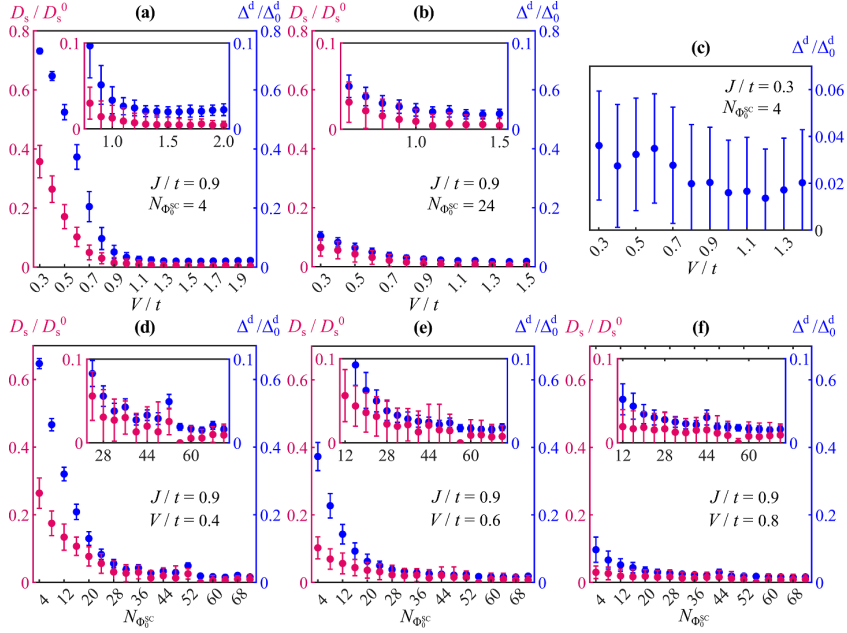 D_s / D_s^0 (a) Δ^d/Δ_0^d
0.8
0.6
0.4
0.2
0
0.8
0.6
0.4
0.2
0
0.1
0
0.1
0
1.0 1.5 2.0
J / t = 0.9
N_Φ_0^SC = 4
0.3 0.5 0.7 0.9 1.1 1.3 1.5 1.7 1.9
V / t
D_s / D_s^0 (b) Δ^d/Δ_0^d
0.8
0.6
0.4
0.2
0
0.8
0.6
0.4
0.2
0
0.1
0
0.1
0
1.0 1.5
J / t = 0.9
N_Φ_0^SC = 24
0.3 0.5 0.7 0.9 1.1 1.3 1.5
V / t
(c) Δ^d/Δ_0^d
J / t = 0.3
N_Φ_0^SC = 4
0.06
0.04
0.02
0
0.3 0.5 0.7 0.9 1.1 1.3
V / t
D_s / D_s^0 (d) Δ^d/Δ_0^d
0.6
0.4
0.2
0
0.6
0.4
0.2
0
0.1
0
0.1
0
28 44 60
J / t = 0.9
V / t = 0.4
4 12 20 28 36 44 52 60 68
N_Φ_0^SC
D_s / D_s^0 (e) Δ^d/Δ_0^d
0.6
0.4
0.2
0
0.6
0.4
0.2
0
0.1
0
0.1
0
12 28 44 60
J / t = 0.9
V / t = 0.6
4 12 20 28 36 44 52 60 68
N_Φ_0^SC
D_s / D_s^0 (f) Δ^d/Δ_0^d
0.6
0.4
0.2
0
0.6
0.4
0.2
0
0.1
0
0.1
0
12 28 44 60
J / t = 0.9
V / t = 0.8
4 12 20 28 36 44 52 60 68
N_Φ_0^SC